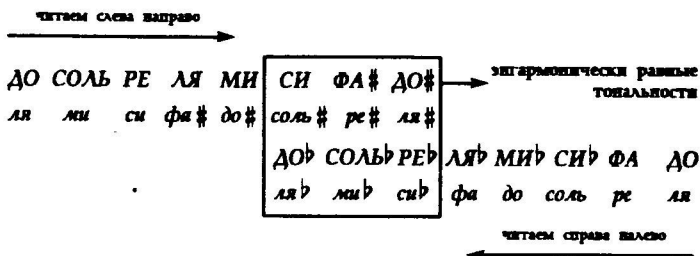 читаем слева направо
ДО СОЛЬ РЕ ЛЯ МИ СИ ФА♯ ДО♯
энгармонически равные
тональности
ля ми си фа♯ до♯ соль♯ ре♯ ля♯
ДО♭ СОЛЬ♭ РЕ♭ ЛЯ♭ МИ♭ СИ♭ ФА ДО
ля♭ ми♭ си♭ фа до соль ре ля
читаем справа налево